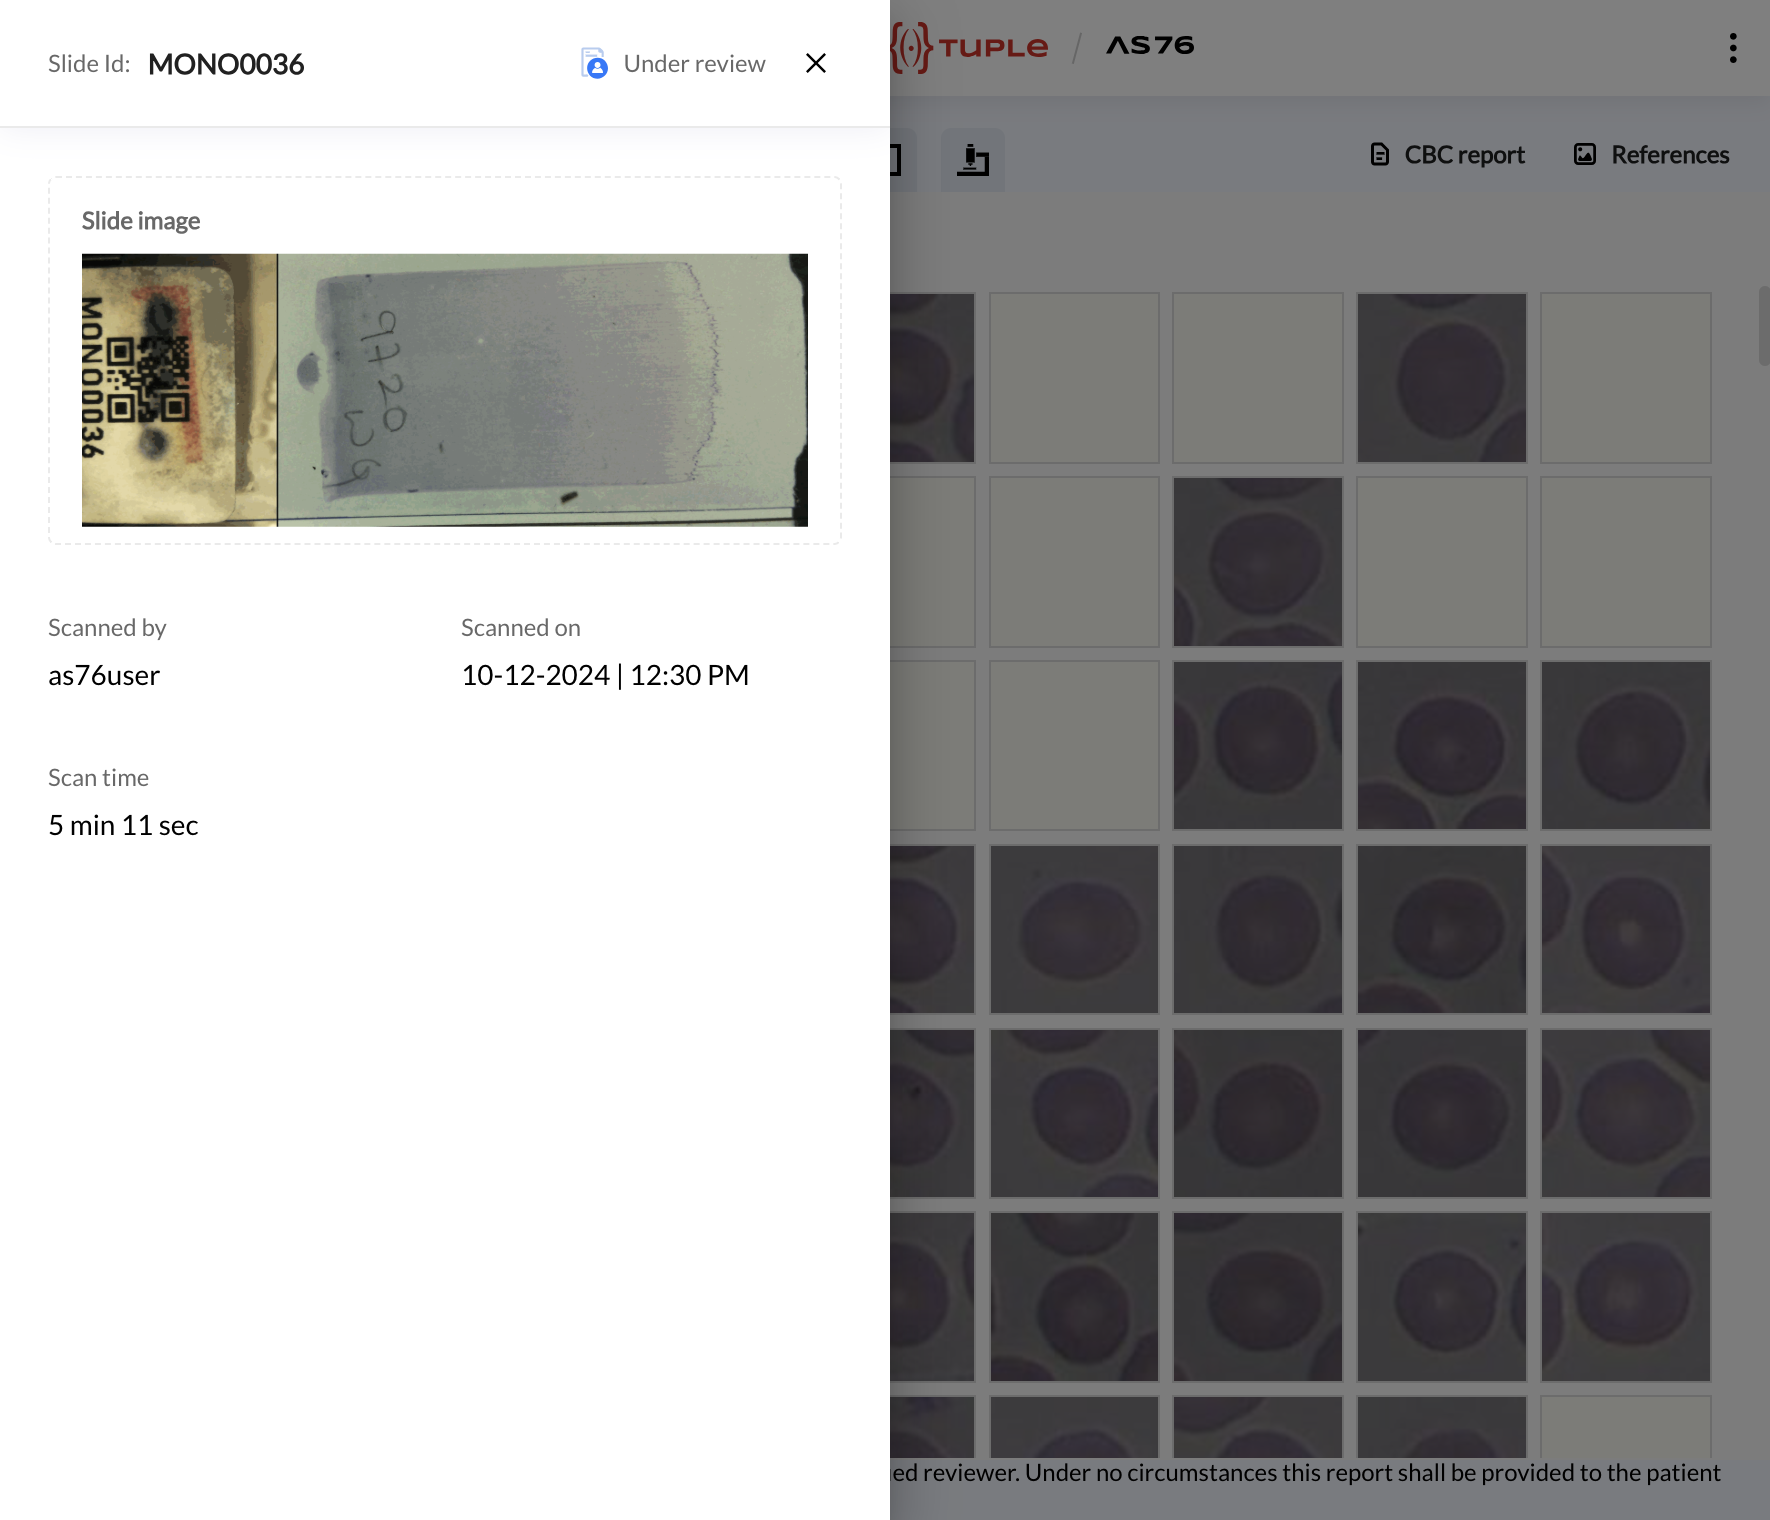 Slide Id: MONO0036
Under review
TUPLE / AS76
CBC report
References
Slide image
MONO0036
9720
W69
Scanned by
as76user
Scanned on
10-12-2024 | 12:30 PM
Scan time
5 min 11 sec
ed reviewer. Under no circumstances this report shall be provided to the patient